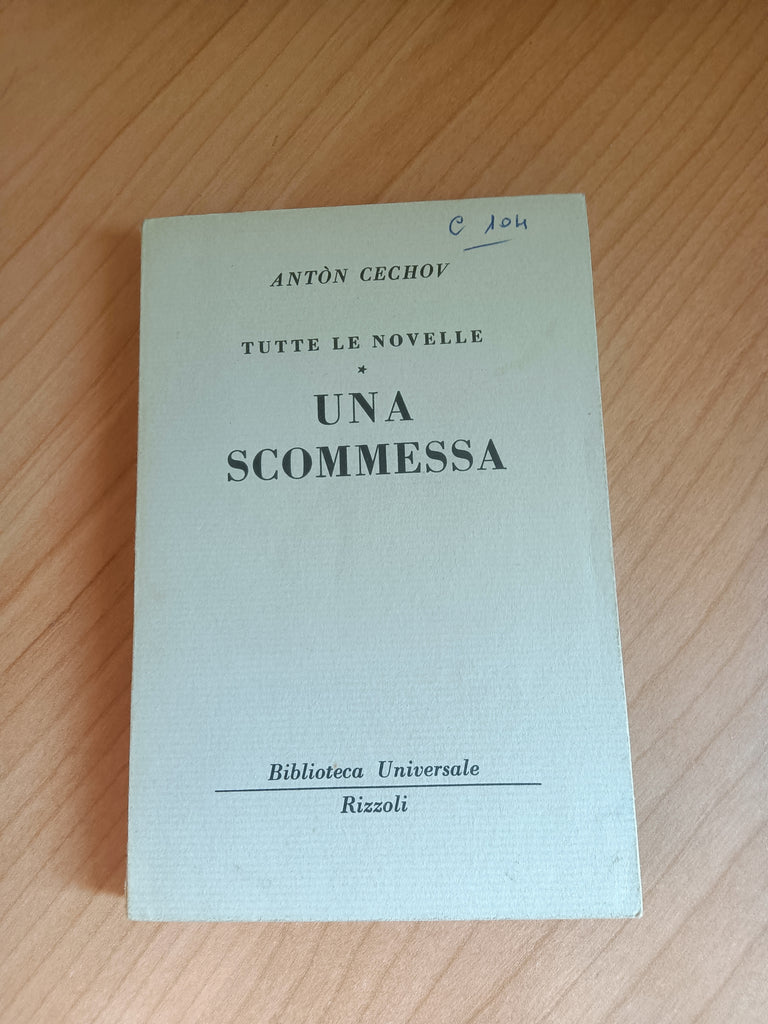 C 104
ANTÒN CECHOV
TUTTE LE NOVELLE
*
UNA
SCOMMESSA
Biblioteca Universale
Rizzoli